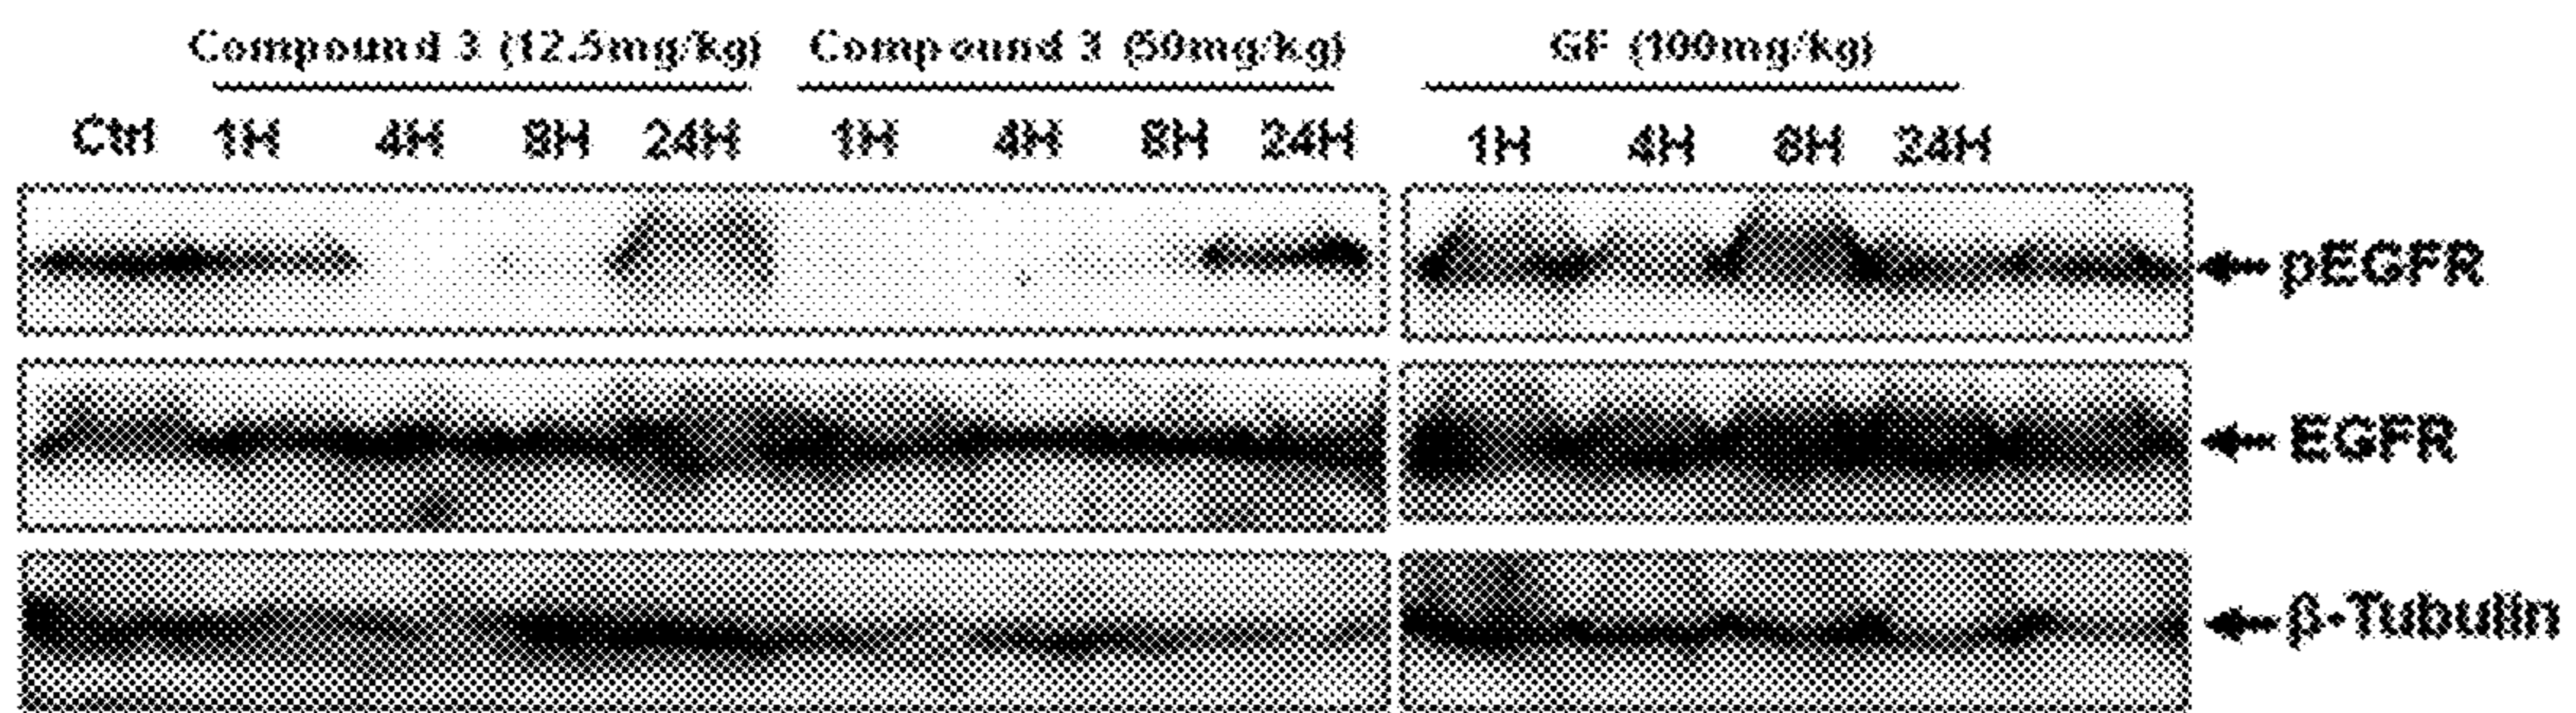 Compound 3 (12.5mg/kg) Compound 3 (50mg/kg) GF (100mg/kg)
Ctrl 1H 4H 8H 24H 1H 4H 8H 24H 1H 4H 8H 24H
pEGFR
EGFR
β-Tubulin